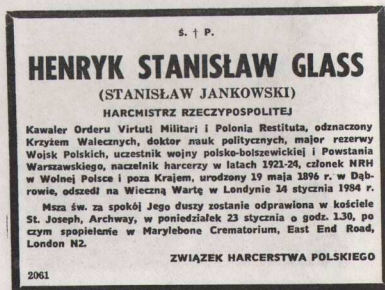 Ś. † P.
HENRYK STANISŁAW GLASS
(STANISŁAW JANKOWSKI)
HARCMISTRZ RZECZYPOSPOLITEJ
Kawaler Orderu Virtuti Militari i Polonia Restituta, odznaczony
Krzyżem Walecznych, doktor nauk politycznych, major rezerwy
Wojsk Polskich, uczestnik wojny polsko-bolszewickiej i Powstania
Warszawskiego, naczelnik harcerzy w latach 1921-24, członek NRH
w Wolnej Polsce i poza Krajem, urodzony 19 maja 1896 r. w Dąb-
rowie, odszedł na Wieczną Wartę w Londynie 14 stycznia 1984 r.
Msza św. za spokój Jego duszy zostanie odprawiona w kościele
St. Joseph, Archway, w poniedziałek 23 stycznia o godz. 1.30, po
czym spopielenie w Marylebone Crematorium, East End Road,
London N2.
ZWIĄZEK HARCERSTWA POLSKIEGO
2061